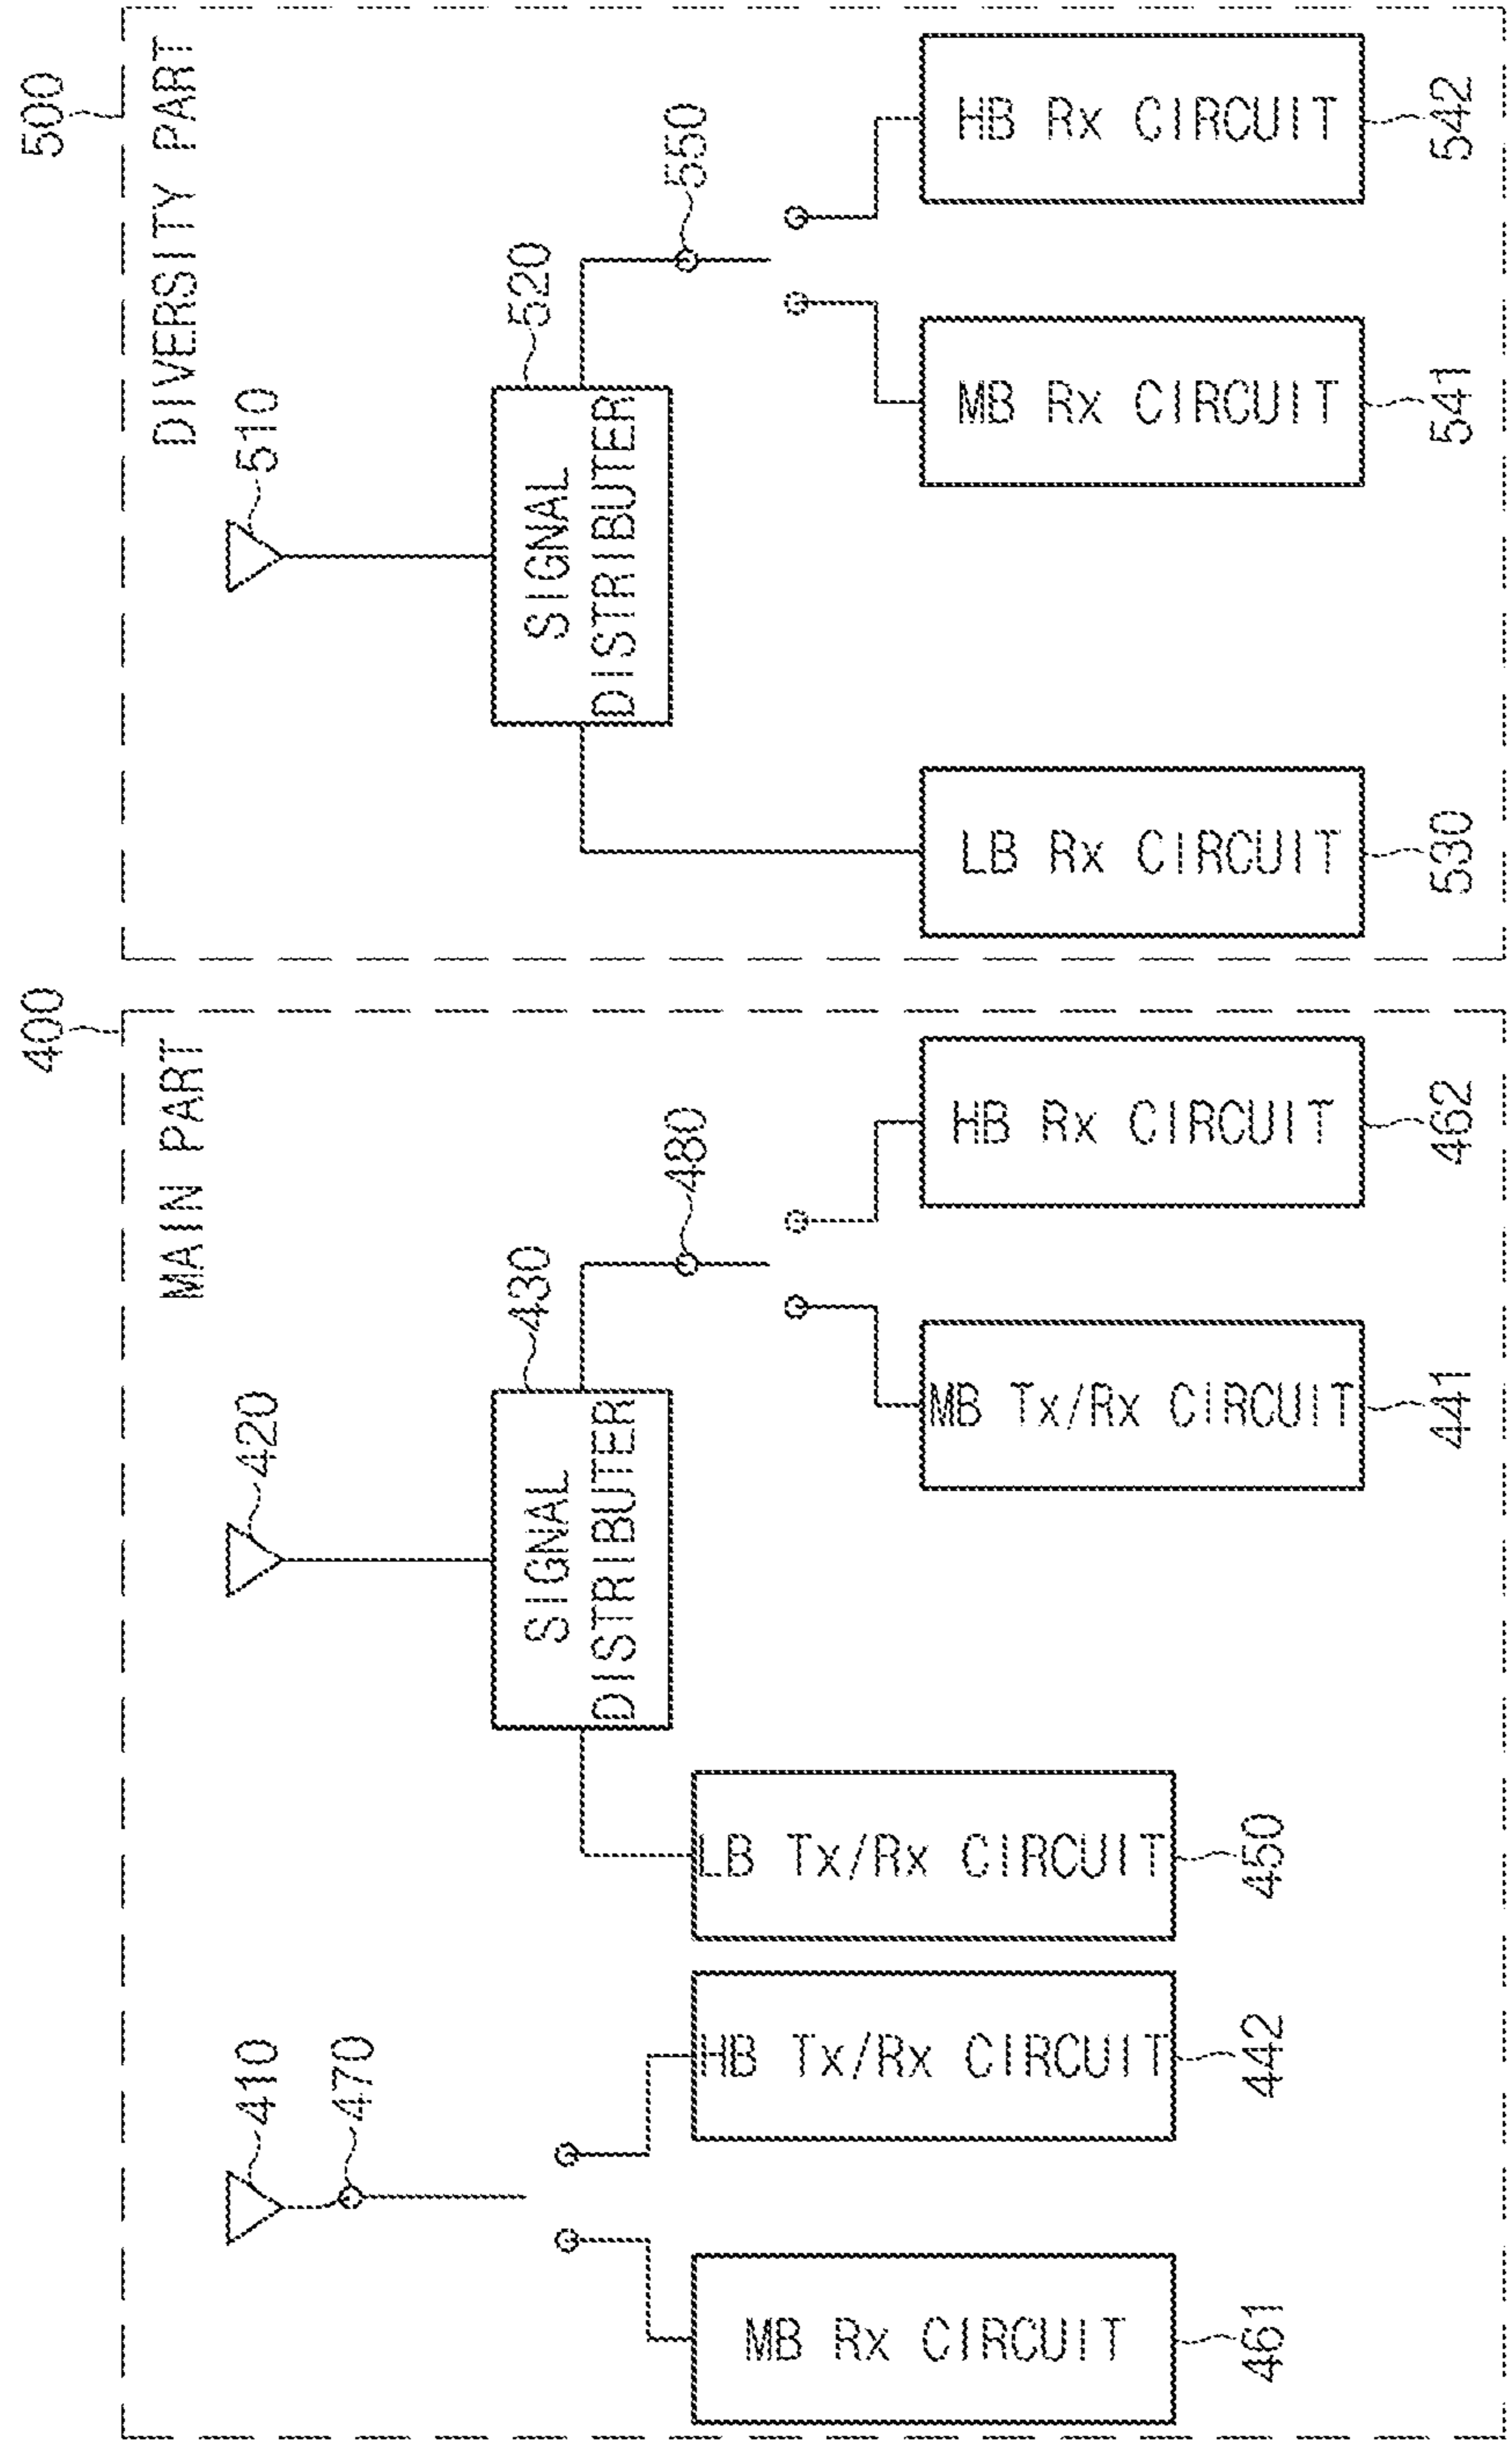 400
MAIN PART
410
470
MB Rx CIRCUIT
461
HB Tx/Rx CIRCUIT
442
420
SIGNAL
DISTRIBUTER
430
480
LB Tx/Rx CIRCUIT
450
MB Tx/Rx CIRCUIT
441
HB Rx CIRCUIT
462
500
DIVERSITY PART
510
SIGNAL
DISTRIBUTER
520
550
LB Rx CIRCUIT
530
MB Rx CIRCUIT
541
HB Rx CIRCUIT
542